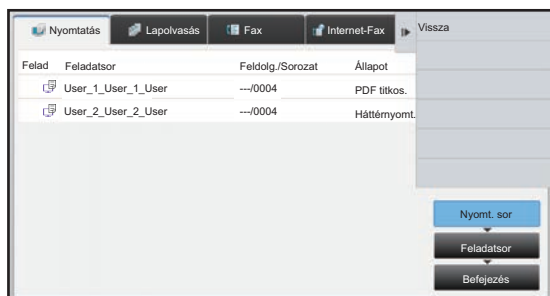 Nyomtatás Lapolvasás Fax Internet-Fax Vissza
Felad Feladatsor Feldolg./Sorozat Állapot
User_1_User_1_User ---/0004 PDF titkos.
User_2_User_2_User ---/0004 Háttérnyomt.
Nyomt. sor
Feladatsor
Befejezés